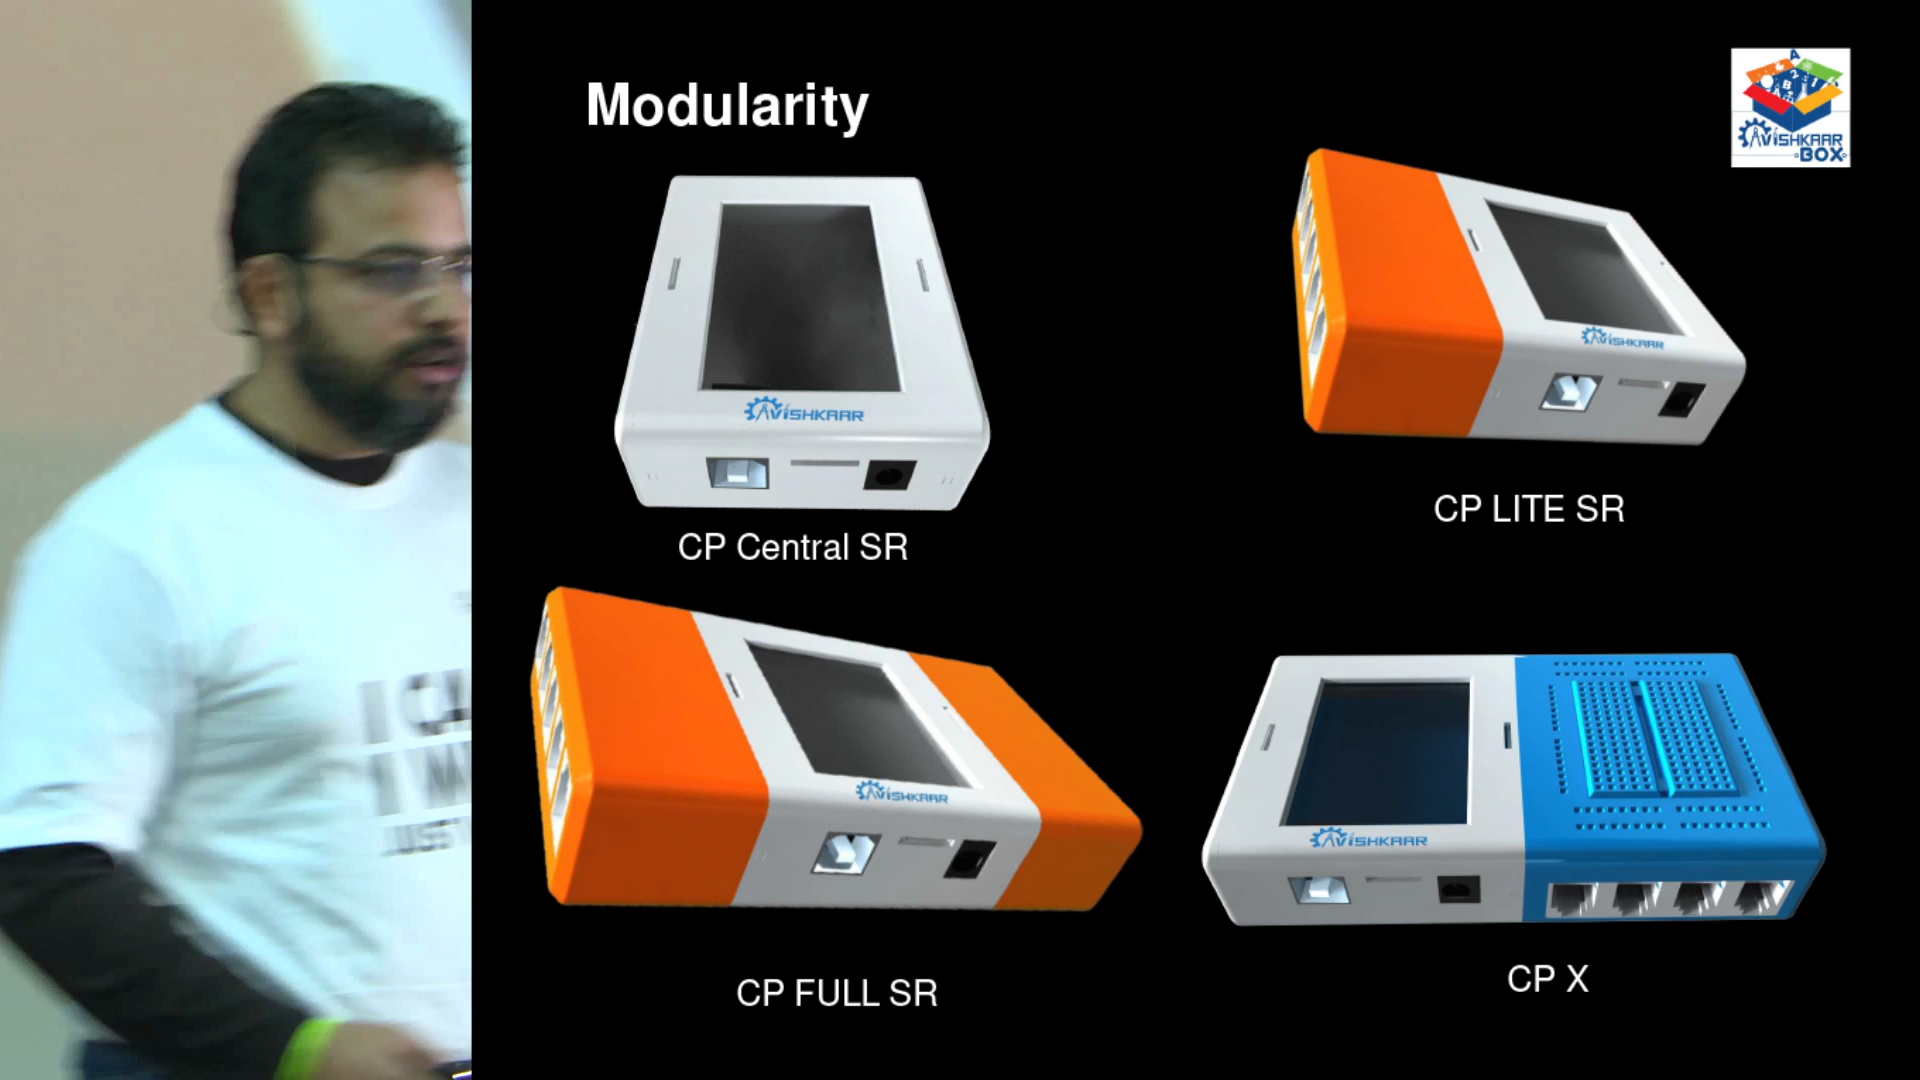 Modularity
AVISHKAAR
BOX
AVISHKAAR
AVISHKAAR
CP LITE SR
CP Central SR
AVISHKAAR
AVISHKAAR
CP FULL SR
CP X